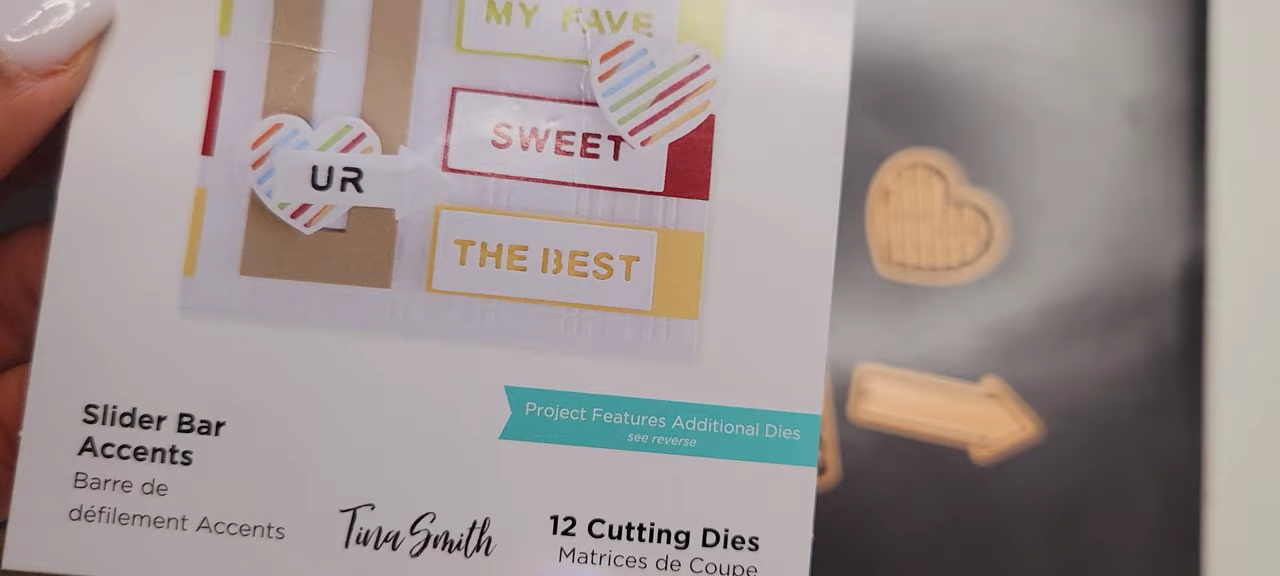 MY FAVE
SWEET
UR
THE BEST
Project Features Additional Dies
see reverse
Slider Bar
Accents
Barre de
défilement Accents
Tina Smith
12 Cutting Dies
Matrices de Coupe